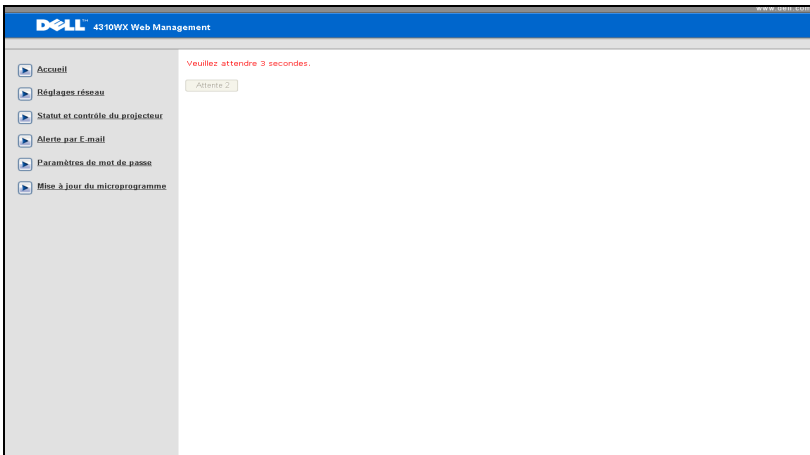 www.dell.com
DELL™ 4310WX Web Management
Accueil
Réglages réseau
Statut et contrôle du projecteur
Alerte par E-mail
Paramètres de mot de passe
Mise à jour du microprogramme
Veuillez attendre 3 secondes.
Attente 2